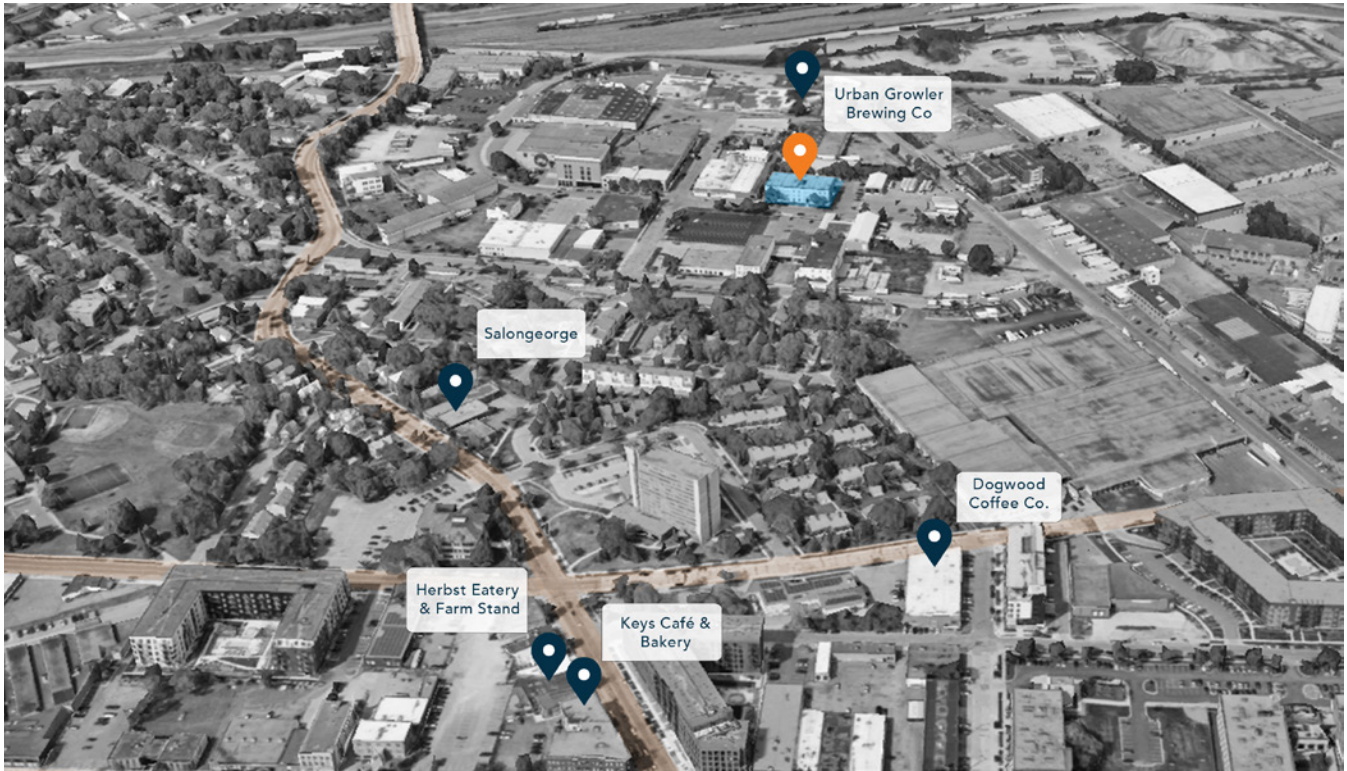 Urban Growler
Brewing Co
Salongeorge
Dogwood
Coffee Co.
Herbst Eatery
& Farm Stand
Keys Café &
Bakery